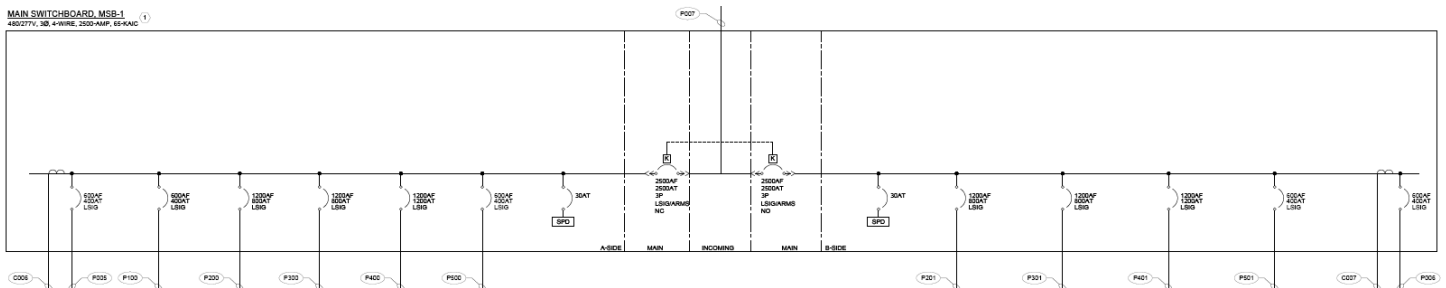 MAIN SWITCHBOARD, MSB-1
480/277V, 3Ø, 4-WIRE, 2500-AMP, 65-KAIC
1
P007
K
K
600AF
400AT
LSIG
600AF
400AT
LSIG
1200AF
800AT
LSIG
1200AF
800AT
LSIG
1200AF
1200AT
LSIG
600AF
400AT
LSIG
30AT
SPD
2500AF
2500AT
3P
LSIG/ARMS
NC
2500AF
2500AT
3P
LSIG/ARMS
NO
30AT
SPD
1200AF
800AT
LSIG
1200AF
800AT
LSIG
1200AF
1200AT
LSIG
600AF
400AT
LSIG
600AF
400AT
LSIG
A-SIDE
MAIN
INCOMING
MAIN
B-SIDE
C006
P005
P100
P200
P300
P400
P500
P201
P301
P401
P501
C007
P006